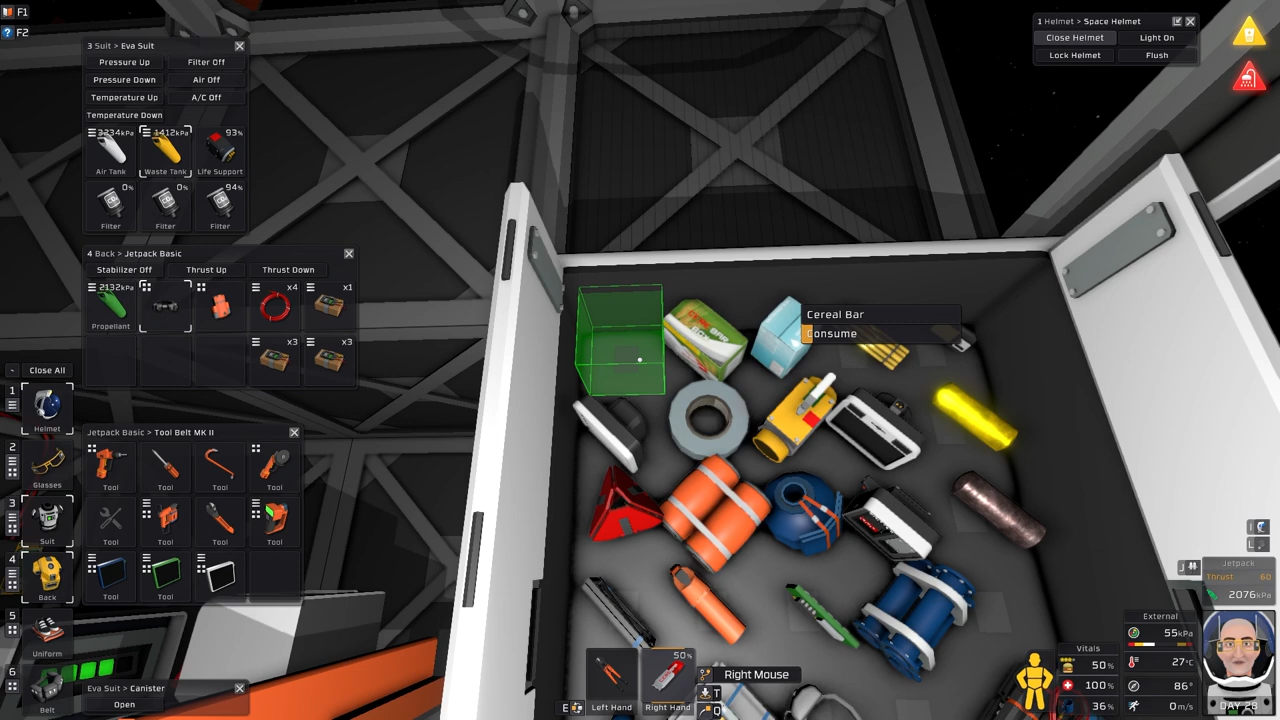 F1
F2
3 Suit > Eva Suit
Pressure Up
Filter Off
Pressure Down
Air Off
Temperature Up
A/C Off
Temperature Down
3234kPa
1412kPa
93%
Air Tank
Waste Tank
Life Support
0%
0%
94%
Filter
Filter
Filter
4 Back > Jetpack Basic
Stabilizer Off
Thrust Up
Thrust Down
2132kPa
x4
x1
Propellant
x3
x3
Close All
1
Helmet
2
Glasses
3
Suit
4
Back
5
Uniform
6
Belt
Jetpack Basic > Tool Belt MK II
Tool
Tool
Tool
Tool
Tool
Tool
Tool
Tool
Tool
Tool
Tool
Eva Suit > Canister
Open
1 Helmet > Space Helmet
Close Helmet
Light On
Lock Helmet
Flush
Cereal Bar
Consume
50%
E
Left Hand
Right Hand
Right Mouse
T
Q
Jetpack
Thrust 60
2076kPa
External
55kPa
27°C
86°
0m/s
Vitals
50%
100%
36%
DAY 28